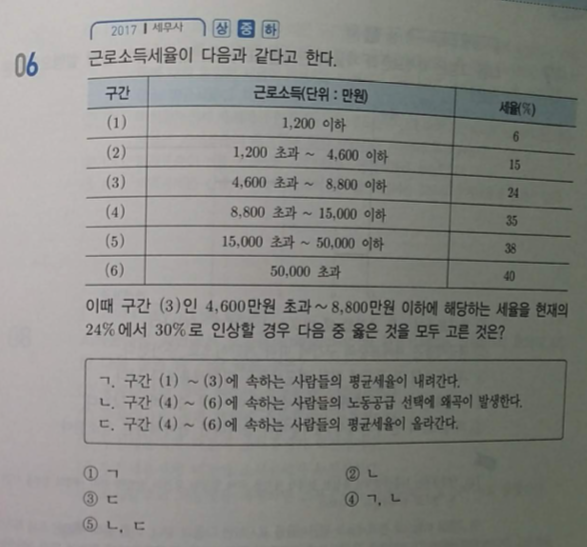 2017 | 세무사 상 중 하
06 근로소득세율이 다음과 같다고 한다.
구간 근로소득(단위 : 만원) 세율(%)
(1) 1,200 이하 6
(2) 1,200 초과 ~ 4,600 이하 15
(3) 4,600 초과 ~ 8,800 이하 24
(4) 8,800 초과 ~ 15,000 이하 35
(5) 15,000 초과 ~ 50,000 이하 38
(6) 50,000 초과 40
이때 구간 (3)인 4,600만원 초과~8,800만원 이하에 해당하는 세율을 현재의
24%에서 30%로 인상할 경우 다음 중 옳은 것을 모두 고른 것은?
ㄱ. 구간 (1) ~ (3)에 속하는 사람들의 평균세율이 내려간다.
ㄴ. 구간 (4) ~ (6)에 속하는 사람들의 노동공급 선택에 왜곡이 발생한다.
ㄷ. 구간 (4) ~ (6)에 속하는 사람들의 평균세율이 올라간다.
① ㄱ ② ㄴ
③ ㄷ ④ ㄱ, ㄴ
⑤ ㄴ, ㄷ